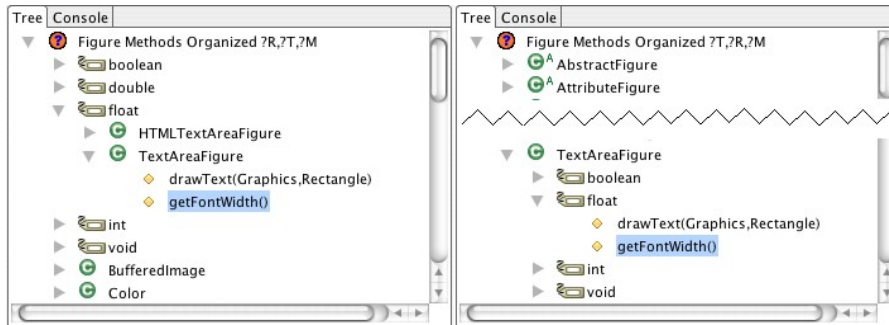 Tree Console
Figure Methods Organized ?R,?T,?M
boolean
double
float
HTMLTextAreaFigure
TextAreaFigure
drawText(Graphics,Rectangle)
getFontWidth()
int
void
BufferedImage
Color
Tree Console
Figure Methods Organized ?T,?R,?M
A AbstractFigure
A AttributeFigure
TextAreaFigure
boolean
float
drawText(Graphics,Rectangle)
getFontWidth()
int
void